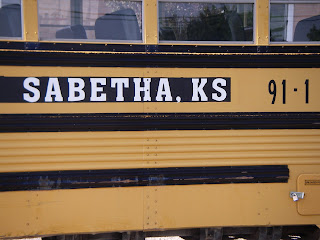 SABETHA, KS 91-1